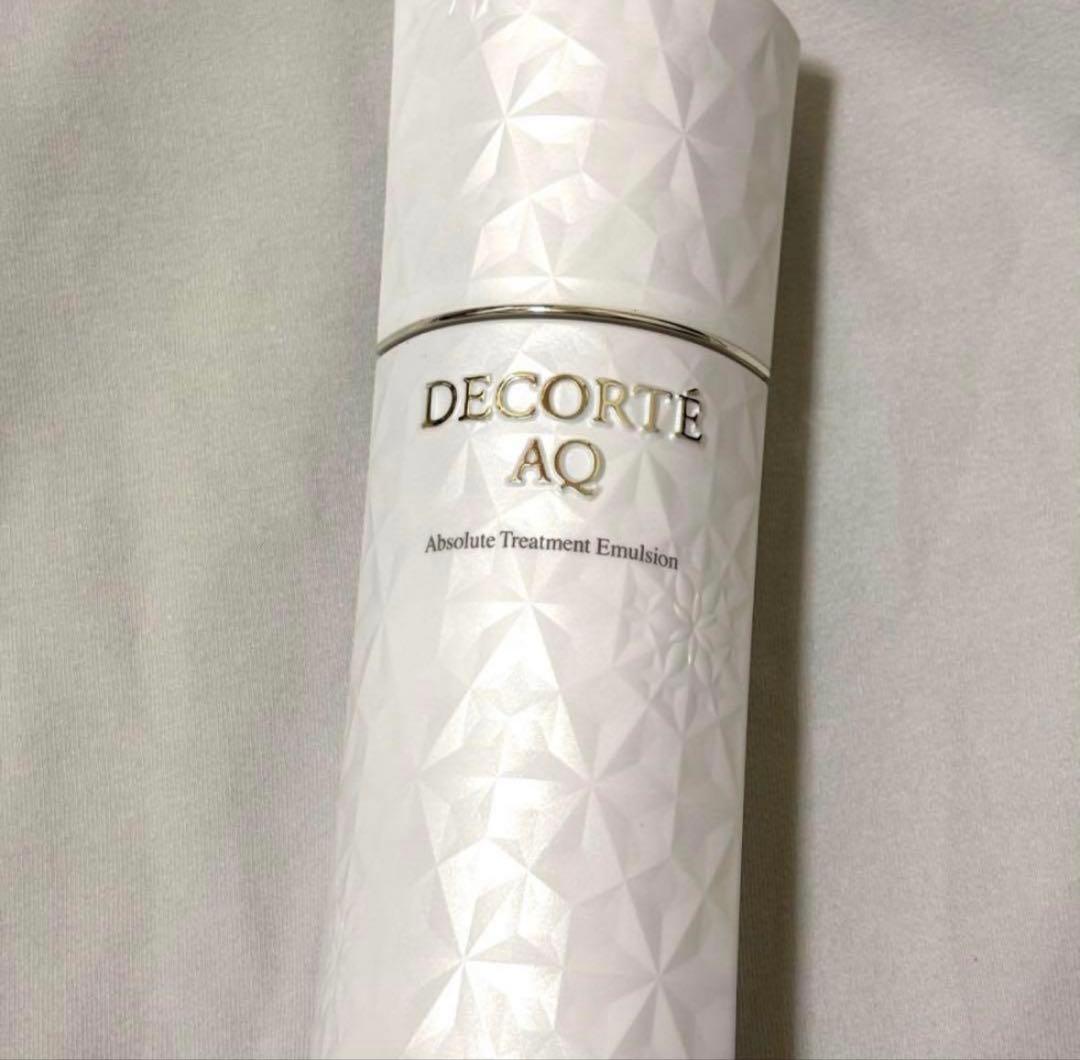 DECORTÉ
AQ
Absolute Treatment Emulsion